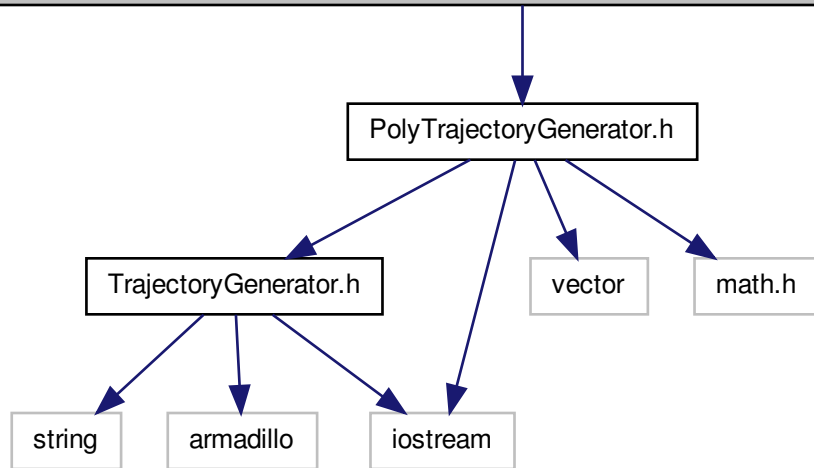 PolyTrajectoryGenerator.h
TrajectoryGenerator.h
vector
math.h
string
armadillo
iostream